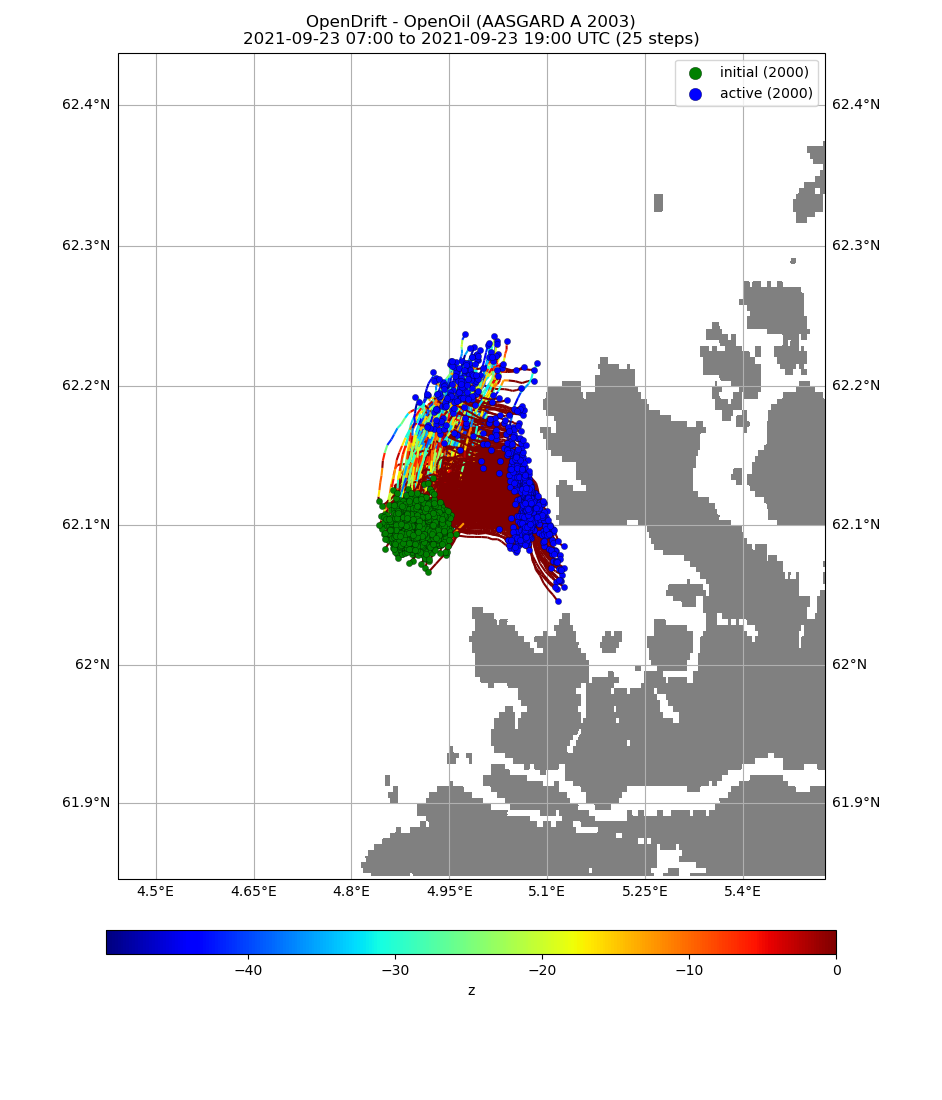 OpenDrift - OpenOil (AASGARD A 2003)
2021-09-23 07:00 to 2021-09-23 19:00 UTC (25 steps)
initial (2000)
active (2000)
62.4°N 62.4°N
62.3°N 62.3°N
62.2°N 62.2°N
62.1°N 62.1°N
62°N 62°N
61.9°N 61.9°N
4.5°E 4.65°E 4.8°E 4.95°E 5.1°E 5.25°E 5.4°E
−40 −30 −20 −10 0
z